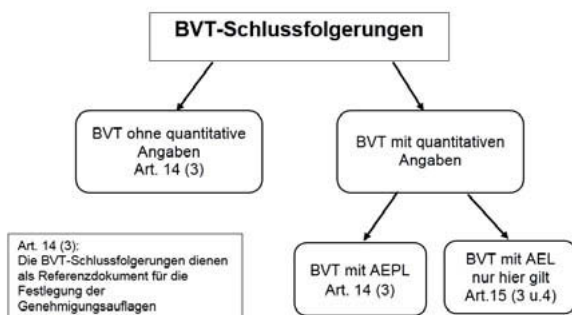 BVT-Schlussfolgerungen
BVT ohne quantitative
Angaben
Art. 14 (3)
BVT mit quantitativen
Angaben
Art. 14 (3):
Die BVT-Schlussfolgerungen dienen
als Referenzdokument für die
Festlegung der
Genehmigungsauflagen
BVT mit AEPL
Art. 14 (3)
BVT mit AEL
nur hier gilt
Art.15 (3 u.4)